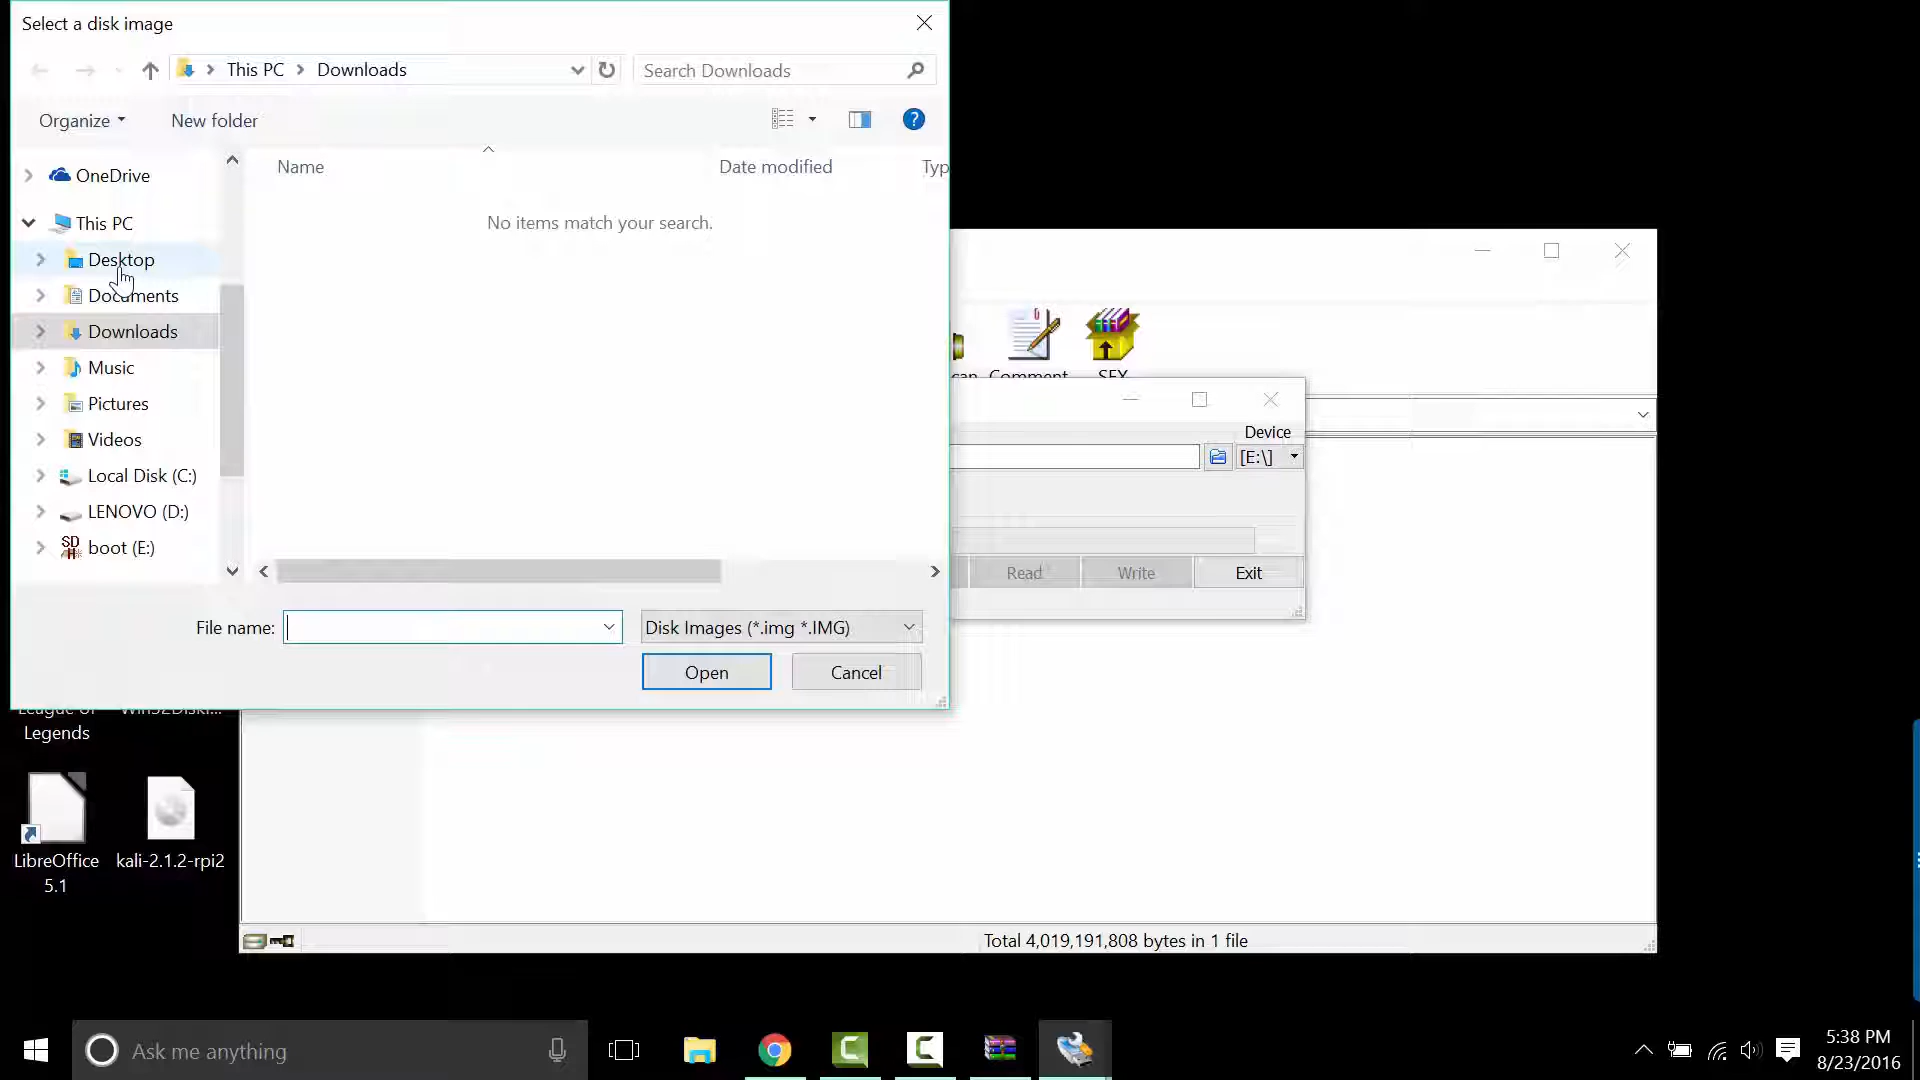 Select a disk image
This PC
Downloads
Search Downloads
Organize
New folder
Name
Date modified
Typ
OneDrive
No items match your search.
This PC
Desktop
Documents
Downloads
Music
Pictures
Videos
Local Disk (C:)
LENOVO (D:)
SD
boot (E:)
File name:
Disk Images (*.img *.IMG)
Open
Cancel
Comment
SFX
Device
[E:\]
Read
Write
Exit
Legends
LibreOffice
5.1
kali-2.1.2-rpi2
Total 4,019,191,808 bytes in 1 file
Ask me anything
5:38 PM
8/23/2016